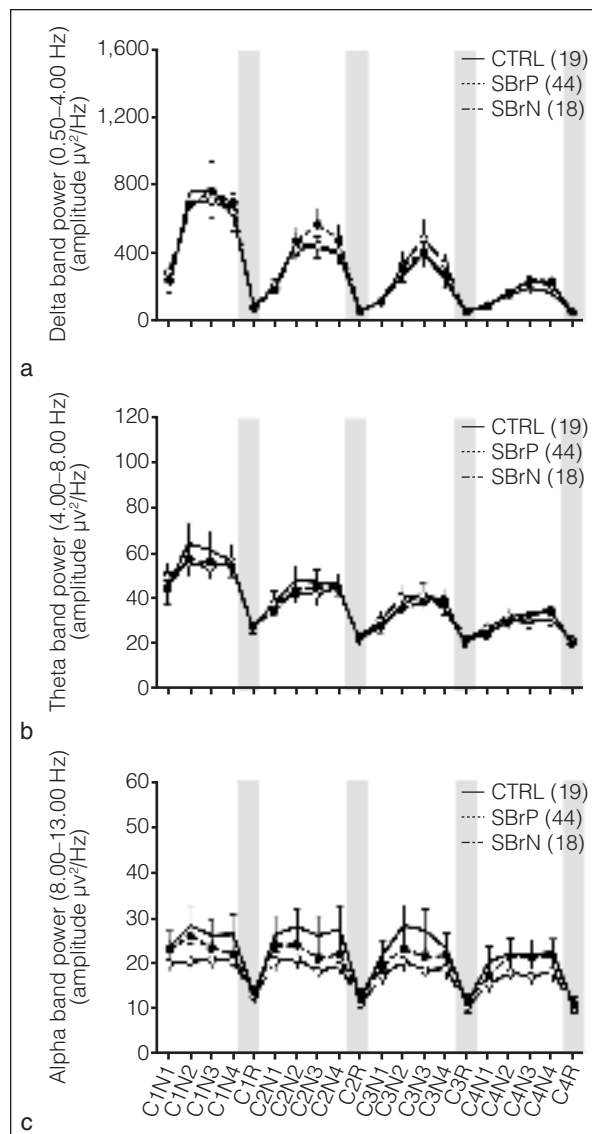 1,600
1,200
800
400
0
Delta band power (0.50–4.00 Hz)
(amplitude µv²/Hz)
CTRL (19)
SBrP (44)
SBrN (18)
a
120
100
80
60
40
20
0
Theta band power (4.00–8.00 Hz)
(amplitude µv²/Hz)
CTRL (19)
SBrP (44)
SBrN (18)
b
60
50
40
30
20
10
0
Alpha band power (8.00–13.00 Hz)
(amplitude µv²/Hz)
CTRL (19)
SBrP (44)
SBrN (18)
C1N1
C1N2
C1N3
C1N4
C1R
C2N1
C2N2
C2N3
C2N4
C2R
C3N1
C3N2
C3N3
C3N4
C3R
C4N1
C4N2
C4N3
C4N4
C4R
c